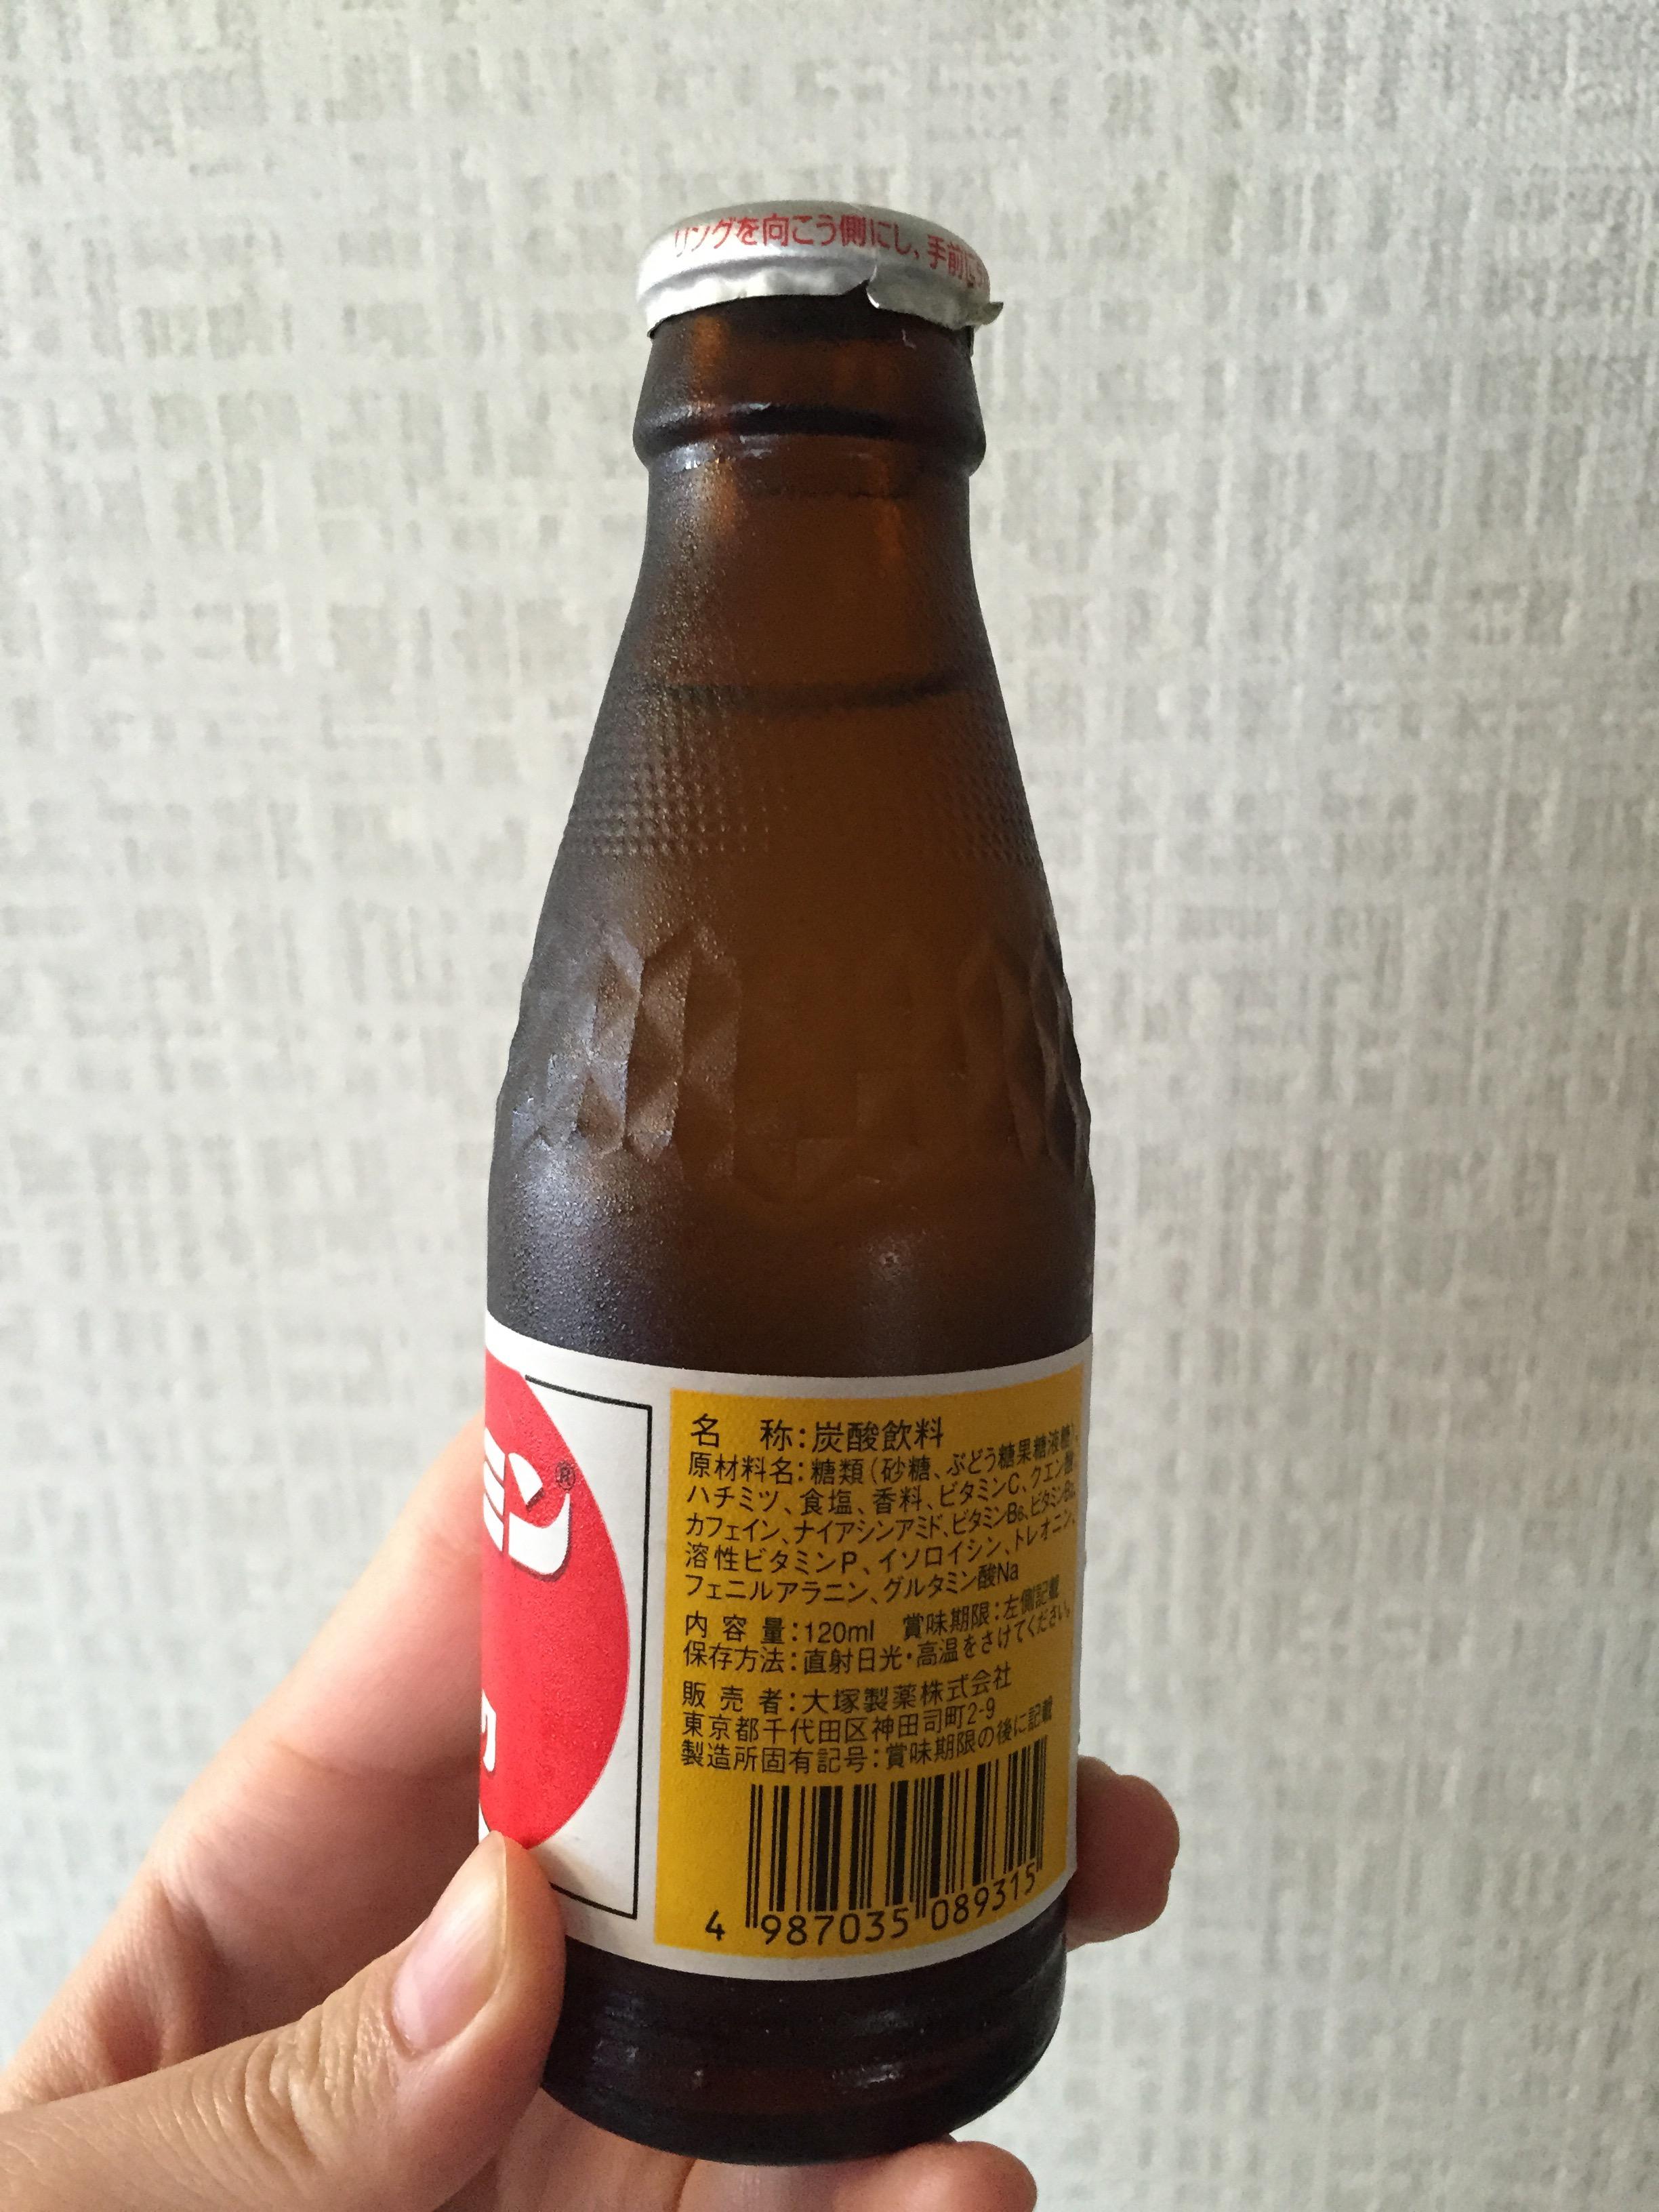 リングを向こう側にし、手前に
ミン®
名 称:炭酸飲料
原材料名:糖類(砂糖、ぶどう糖果糖液糖)、
ハチミツ、食塩、香料、ビタミンC、クエン酸、
カフェイン、ナイアシンアミド、ビタミンB6、ビタミンB2、
溶性ビタミンP、イソロイシン、トレオニン、
フェニルアラニン、グルタミン酸Na
内容量:120ml 賞味期限:左側記載
保存方法:直射日光・高温をさけてください。
販売者:大塚製薬株式会社
東京都千代田区神田司町2-9
製造所固有記号:賞味期限の後に記載
4 987035 089315